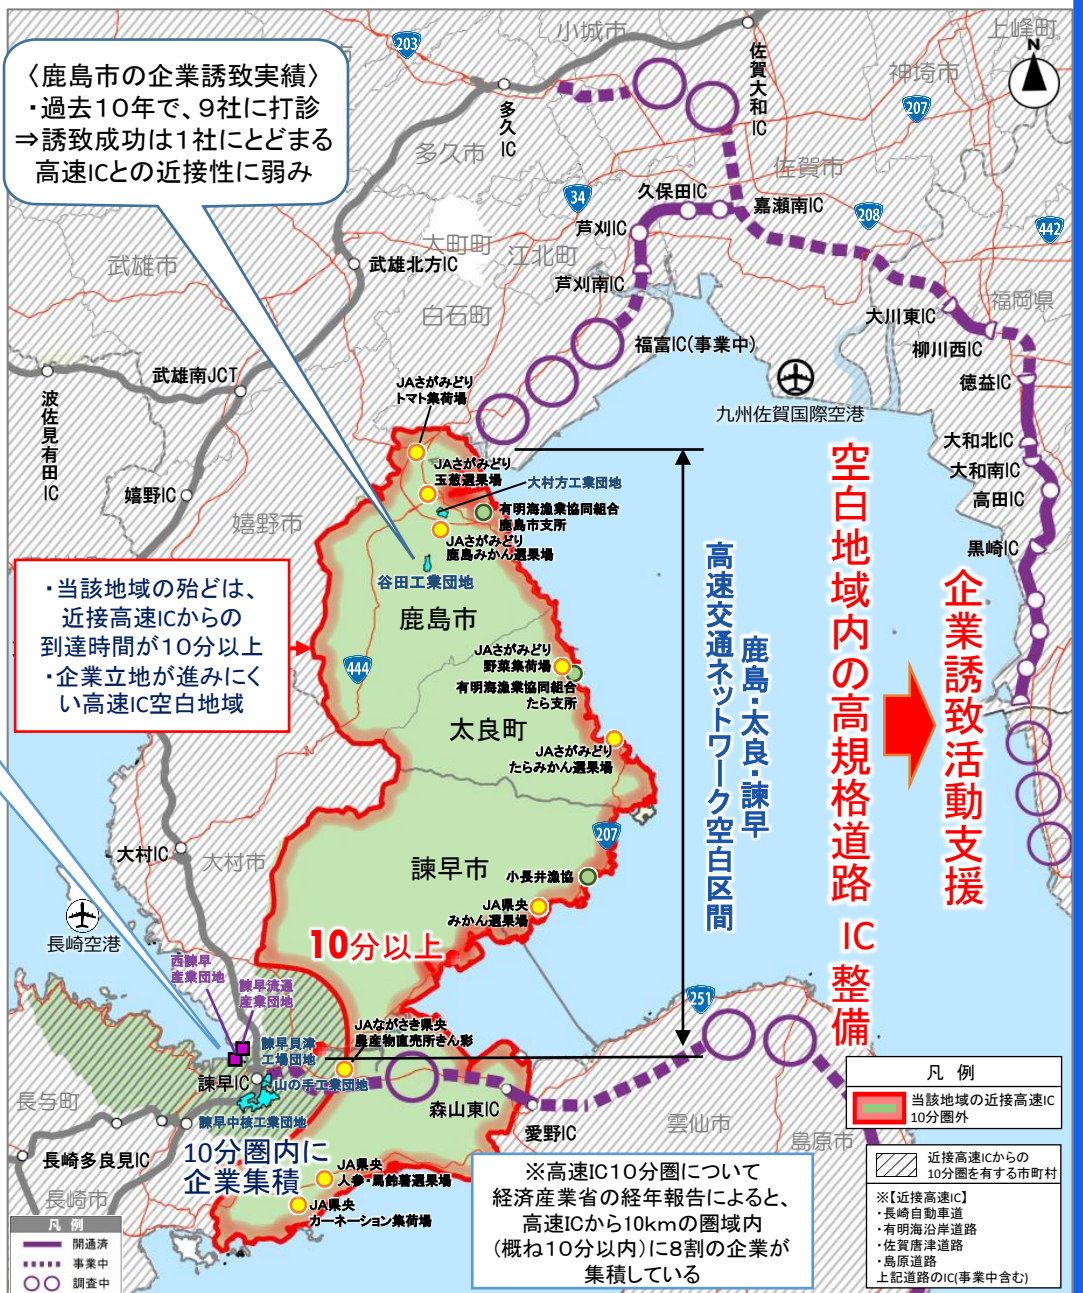 〈鹿島市の企業誘致実績〉
・過去10年で、9社に打診
⇒誘致成功は1社にとどまる
高速ICとの近接性に弱み
203
小城市
上峰町
N
神埼市
207
佐賀大和IC
多久IC
多久市
佐賀市
34
久保田IC
嘉瀬南IC
208
442
芦刈IC
大町町
江北町
武雄市
武雄北方IC
芦刈南IC
白石町
福岡県
大川東IC
福富IC(事業中)
柳川西IC
武雄南JCT
JAさがみどり
トマト集荷場
徳益IC
九州佐賀国際空港
波佐見有田IC
大和北IC
大和南IC
JAさがみどり
玉葱選果場
大村方工業団地
嬉野IC
嬉野市
高田IC
有明海漁業協同組合
鹿島市支所
JAさがみどり
鹿島みかん選果場
黒崎IC
谷田工業団地
・当該地域の殆どは、
近接高速ICからの
到達時間が10分以上
・企業立地が進みにく
い高速IC空白地域
鹿島市
444
JAさがみどり
野菜集荷場
有明海漁業協同組合
たら支所
太良町
JAさがみどり
たらみかん選果場
鹿島・太良・諫早
高速交通ネットワーク空白区間
空白地域内の高規格道路IC整備
企業誘致活動支援
207
大村IC
大村市
諫早市
小長井漁協
JA県央
みかん選果場
長崎空港
10分以上
西諫早
産業団地
諫早流通
産業団地
251
JAながさき県央
農産物直売所きん彩
諫早貝津
工場団地
諫早IC
山の手工業団地
長与町
森山東IC
諫早中核工業団地
愛野IC
雲仙市
島原市
10分圏内に
企業集積
長崎多良見IC
長崎市
JA県央
人参・馬鈴薯選果場
JA県央
カーネーション集荷場
※高速IC10分圏について
経済産業省の経年報告によると、
高速ICから10kmの圏域内
(概ね10分以内)に8割の企業が
集積している
凡 例
当該地域の近接高速IC
10分圏外
近接高速ICからの
10分圏を有する市町村
※【近接高速IC】
・長崎自動車道
・有明海沿岸道路
・佐賀唐津道路
・島原道路
上記道路のIC(事業中含む)
凡 例
開通済
事業中
調査中